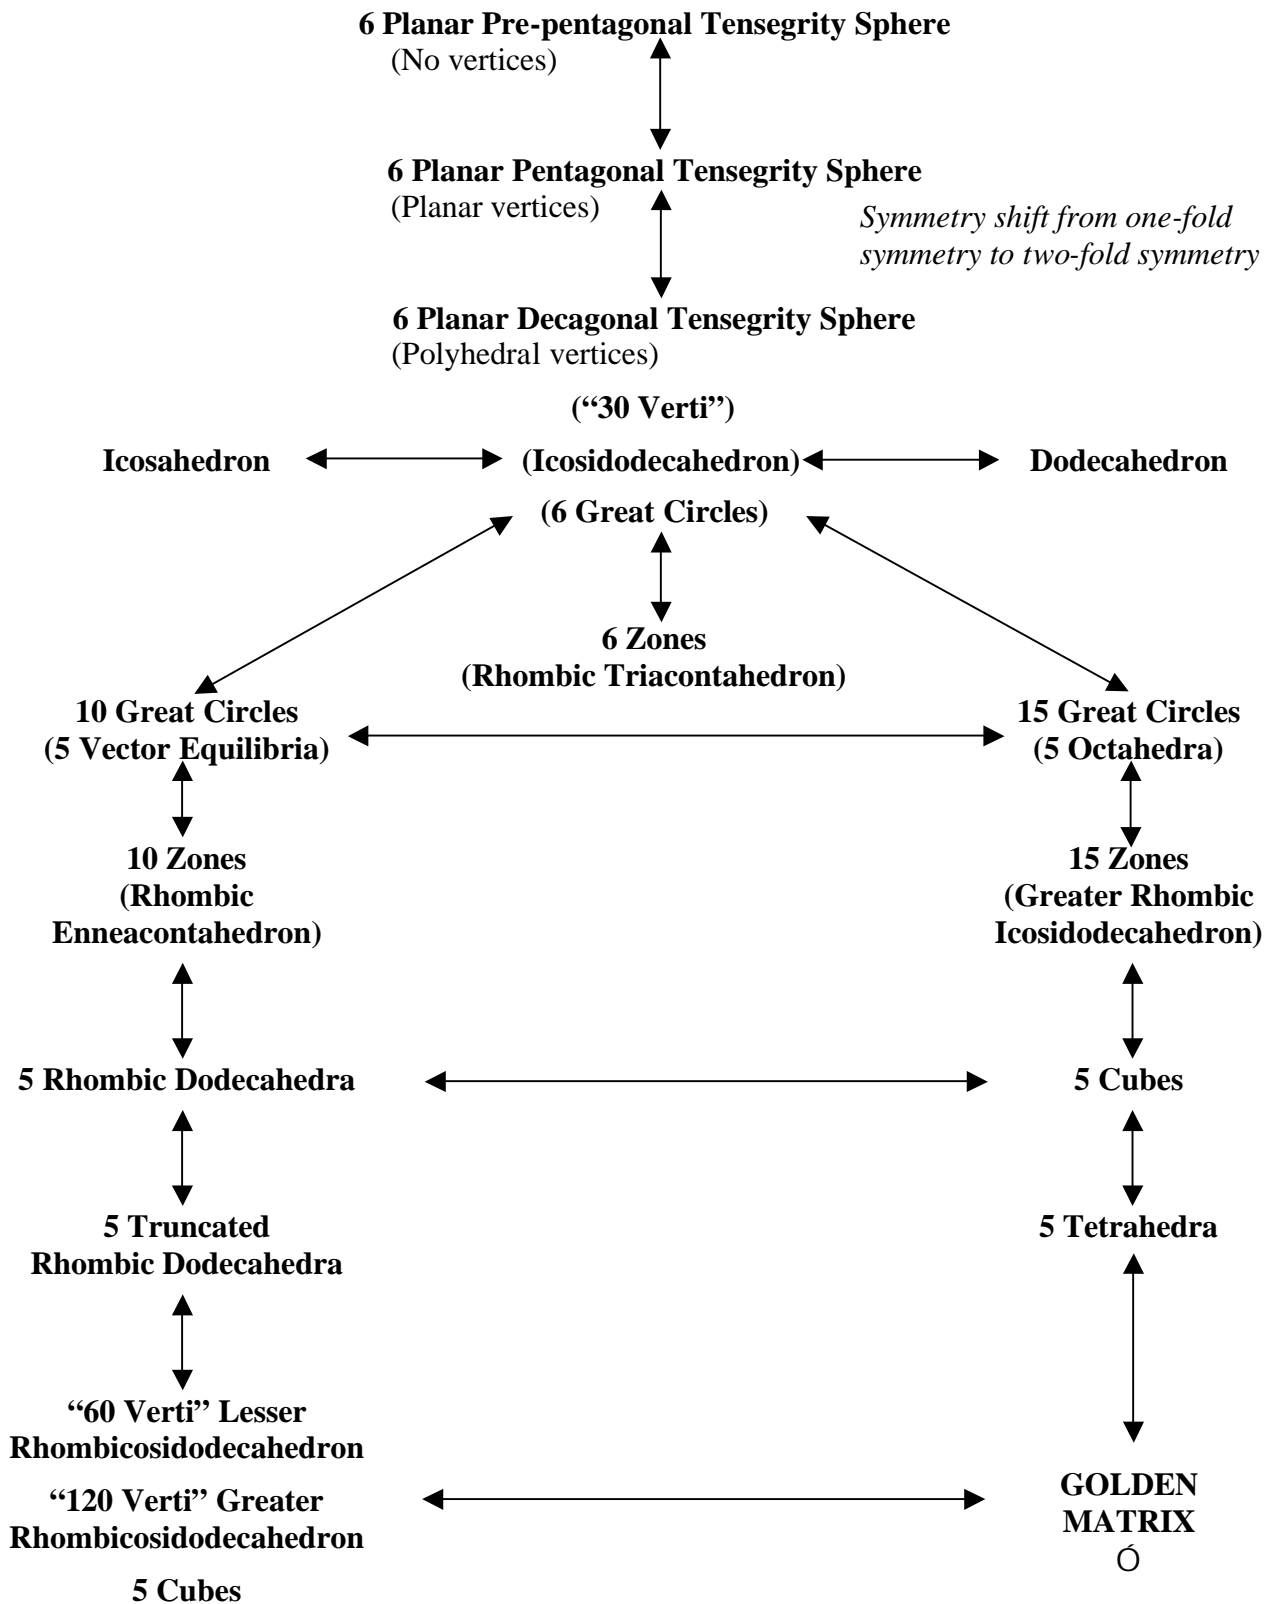 6 Planar Pre-pentagonal Tensegrity Sphere
(No vertices)
6 Planar Pentagonal Tensegrity Sphere
(Planar vertices)
Symmetry shift from one-fold
symmetry to two-fold symmetry
6 Planar Decagonal Tensegrity Sphere
(Polyhedral vertices)
(“30 Verti”)
Icosahedron
(Icosidodecahedron)
Dodecahedron
(6 Great Circles)
6 Zones
(Rhombic Triacontahedron)
10 Great Circles
(5 Vector Equilibria)
15 Great Circles
(5 Octahedra)
10 Zones
(Rhombic
Enneacontahedron)
15 Zones
(Greater Rhombic
Icosidodecahedron)
5 Rhombic Dodecahedra
5 Cubes
5 Truncated
Rhombic Dodecahedra
5 Tetrahedra
“60 Verti” Lesser
Rhombicosidodecahedron
“120 Verti” Greater
Rhombicosidodecahedron
5 Cubes
GOLDEN
MATRIX
Ó